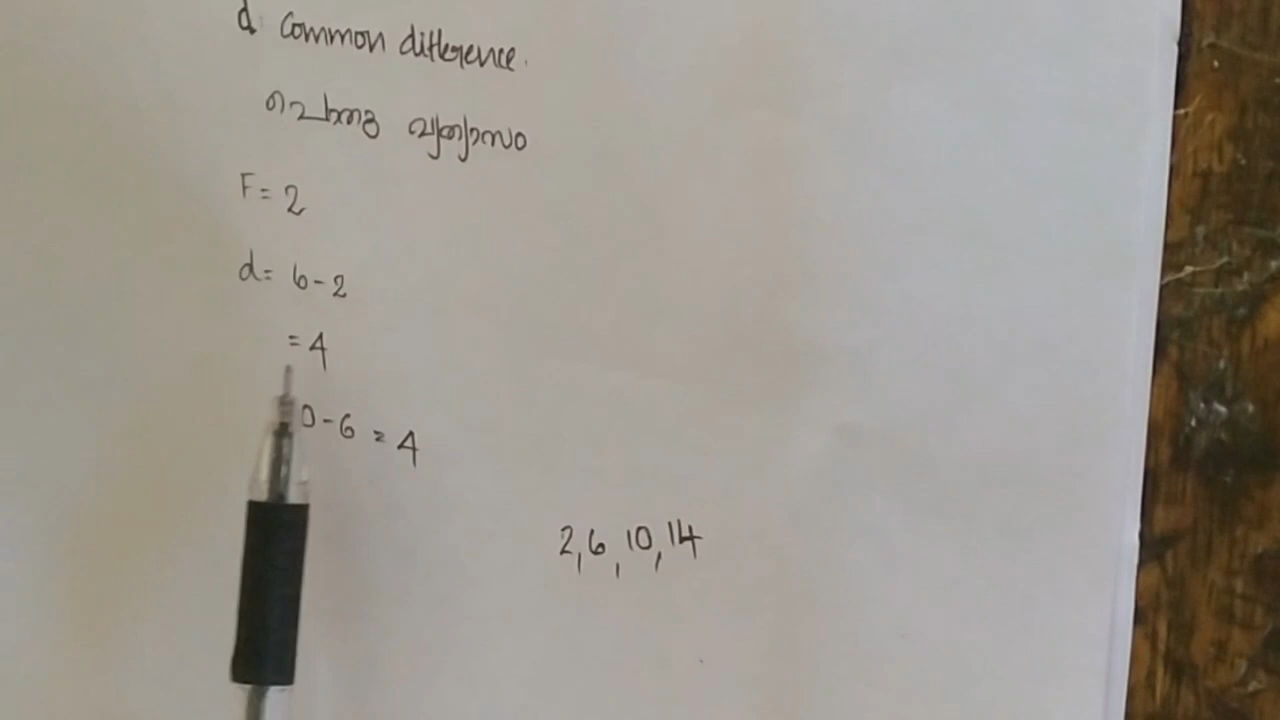 d: Common difference.
പൊതു വ്യത്യാസം
F = 2
d = 6 - 2
= 4
0 - 6 = 4
2, 6, 10, 14